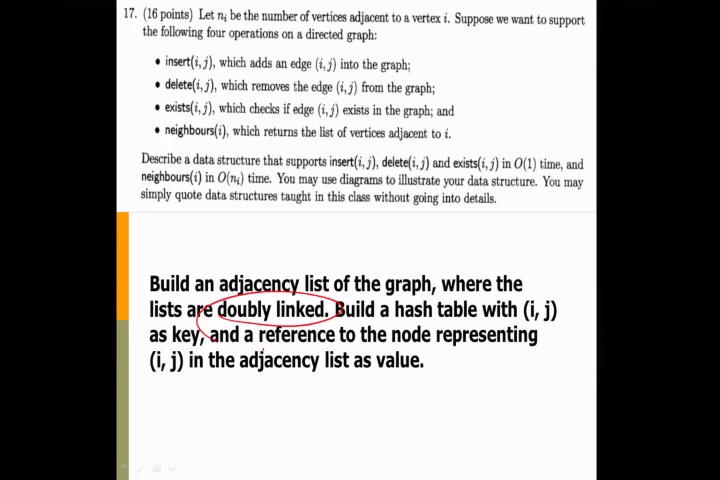 17. (16 points) Let nᵢ be the number of vertices adjacent to a vertex i. Suppose we want to support
the following four operations on a directed graph:
• insert(i, j), which adds an edge (i, j) into the graph;
• delete(i, j), which removes the edge (i, j) from the graph;
• exists(i, j), which checks if edge (i, j) exists in the graph; and
• neighbours(i), which returns the list of vertices adjacent to i.
Describe a data structure that supports insert(i, j), delete(i, j) and exists(i, j) in O(1) time, and
neighbours(i) in O(nᵢ) time. You may use diagrams to illustrate your data structure. You may
simply quote data structures taught in this class without going into details.
Build an adjacency list of the graph, where the
lists are doubly linked. Build a hash table with (i, j)
as key, and a reference to the node representing
(i, j) in the adjacency list as value.